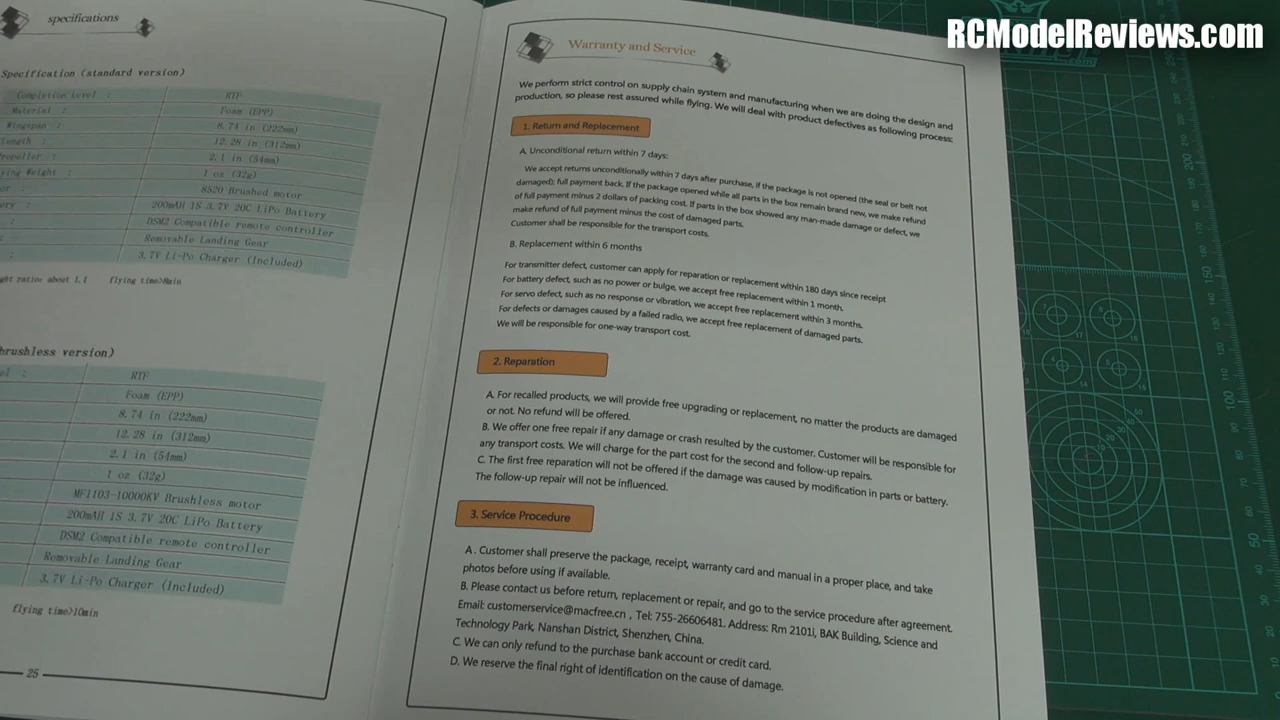 RCModelReviews.com
specifications
Specification (standard version)
Completion Level : RTF
Material : Foam (EPP)
Wingspan : 8.74 in (222mm)
Length : 12.28 in (312mm)
ropeller : 2.1 in (54mm)
ying Weight : 1 oz (32g)
or : 8520 Brushed motor
ery : 200mAH 1S 3.7V 20C LiPo Battery
: DSM2 Compatible remote controller
: Removable Landing Gear
: 3.7V Li-Po Charger (Included)
ght ratio: about 1.1 flying time>8min
brushless version)
el : RTF
Foam (EPP)
8.74 in (222mm)
12.28 in (312mm)
2.1 in (54mm)
1 oz (32g)
MF1103-10000KV Brushless motor
200mAH 1S 3.7V 20C LiPo Battery
DSM2 Compatible remote controller
Removable Landing Gear
3.7V Li-Po Charger (Included)
flying time>10min
25
Warranty and Service
We perform strict control on supply chain system and manufacturing when we are doing the design and
production, so please rest assured while flying. We will deal with product defectives as following process:
1. Return and Replacement
A. Unconditional return within 7 days:
We accept returns unconditionally within 7 days after purchase, if the package is not opened (the seal or belt not
damaged); full payment back. If the package opened while all parts in the box remain brand new, we make refund
of full payment minus 2 dollars of packing cost. If parts in the box showed any man-made damage or defect, we
make refund of full payment minus the cost of damaged parts.
Customer shall be responsible for the transport costs.
B. Replacement within 6 months
For transmitter defect, customer can apply for reparation or replacement within 180 days since receipt
For battery defect, such as no power or bulge, we accept free replacement within 1 month.
For servo defect, such as no response or vibration, we accept free replacement within 3 months.
For defects or damages caused by a failed radio, we accept free replacement of damaged parts.
We will be responsible for one-way transport cost.
2. Reparation
A. For recalled products, we will provide free upgrading or replacement, no matter the products are damaged
or not. No refund will be offered.
B. We offer one free repair if any damage or crash resulted by the customer. Customer will be responsible for
any transport costs. We will charge for the part cost for the second and follow-up repairs.
C. The first free reparation will not be offered if the damage was caused by modification in parts or battery.
The follow-up repair will not be influenced.
3. Service Procedure
A. Customer shall preserve the package, receipt, warranty card and manual in a proper place, and take
photos before using if available.
B. Please contact us before return, replacement or repair, and go to the service procedure after agreement.
Email: customerservice@macfree.cn , Tel: 755-26606481. Address: Rm 2101l, BAK Building, Science and
Technology Park, Nanshan District, Shenzhen, China.
C. We can only refund to the purchase bank account or credit card.
D. We reserve the final right of identification on the cause of damage.